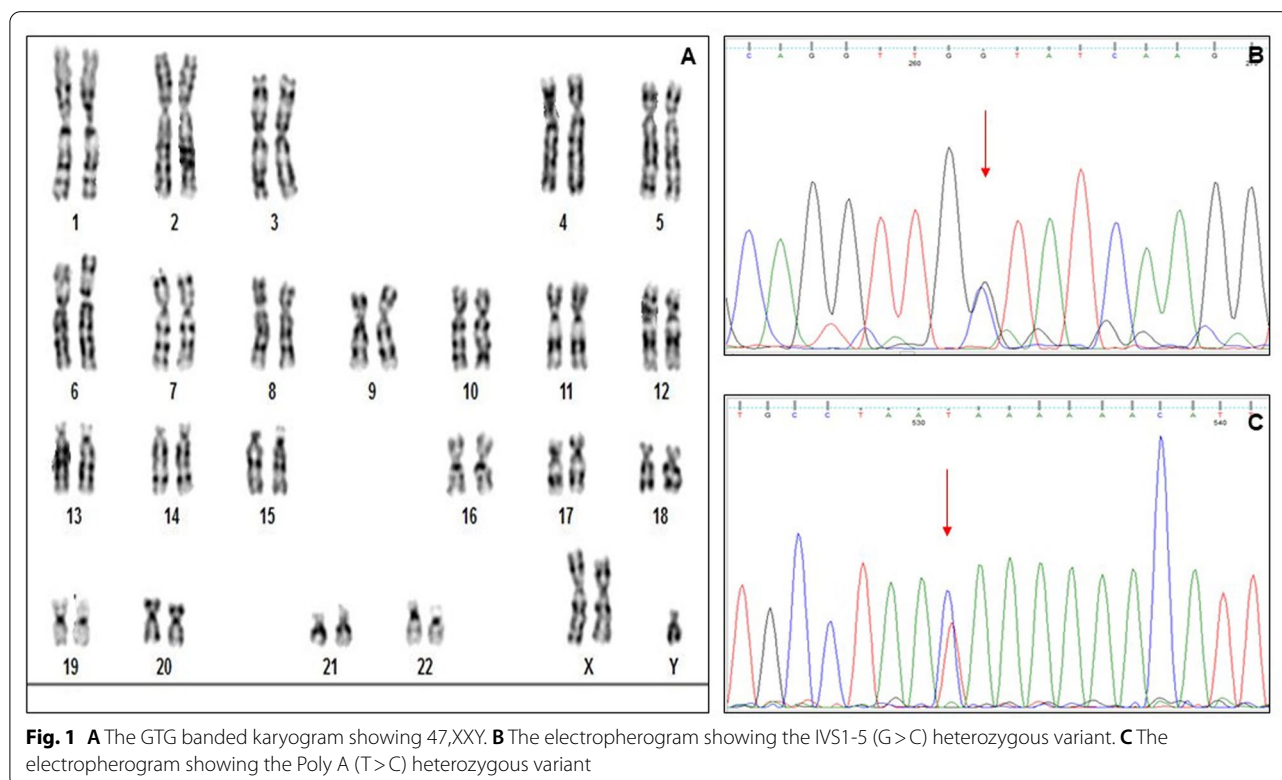 A
1 2 3 4 5
6 7 8 9 10 11 12
13 14 15 16 17 18
19 20 21 22 X Y
B
C A G G T T G G T A T C A A G
260 270
C
T G C C T A A T A A A A A A C A T T
530 540
Fig. 1 A The GTG banded karyogram showing 47,XXY. B The electropherogram showing the IVS1-5 (G > C) heterozygous variant. C The
electropherogram showing the Poly A (T > C) heterozygous variant